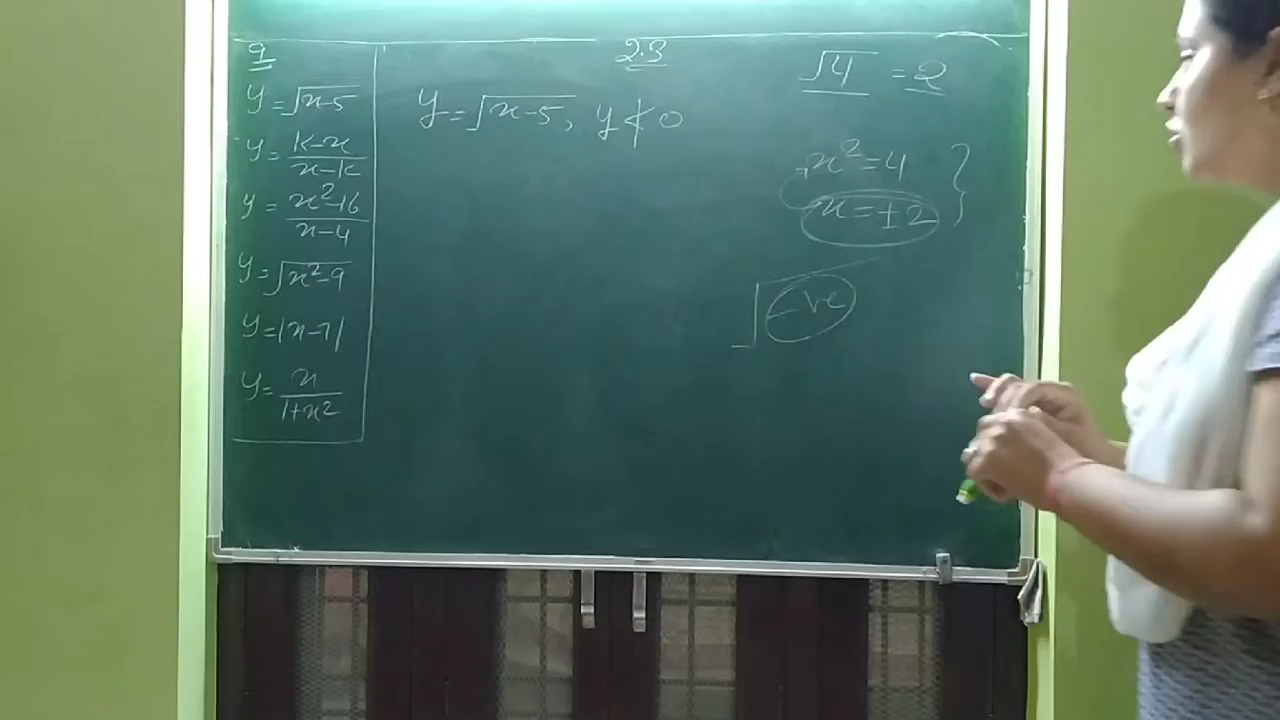 9
y = √x-5
y = k-x / x-k
y = x²-16 / x-4
y = √x²-9
y = |x-7|
y = x / 1+x²
2.3
y = √x-5, y ≮ 0
√4 = 2
x² = 4
x = ±2
√-ve